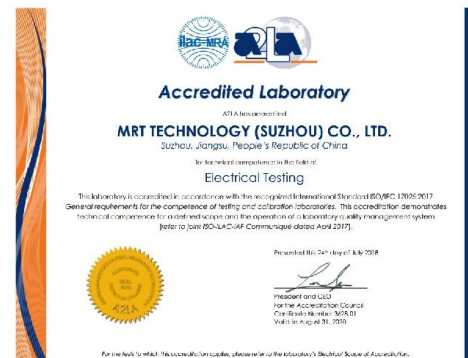 ilac-MRA
A2LA
Accredited Laboratory
A2LA has accredited
MRT TECHNOLOGY (SUZHOU) CO., LTD.
Suzhou, Jiangsu, People's Republic of China
for technical competence in the field of
Electrical Testing
This laboratory is accredited in accordance with the recognized International Standard ISO/IEC 17025:2017
General requirements for the competence of testing and calibration laboratories. This accreditation demonstrates
technical competence for a defined scope and the operation of a laboratory quality management system
(refer to joint ISO-ILAC-IAF Communiqué dated April 2017).
Presented this 24th day of July 2018
President and CEO
For the Accreditation Council
Certificate Number 3628.01
Valid to August 31, 2020
CORPORATE
SEAL
1978
A2LA
For the tests to which this accreditation applies, please refer to the laboratory's Electrical Scope of Accreditation.